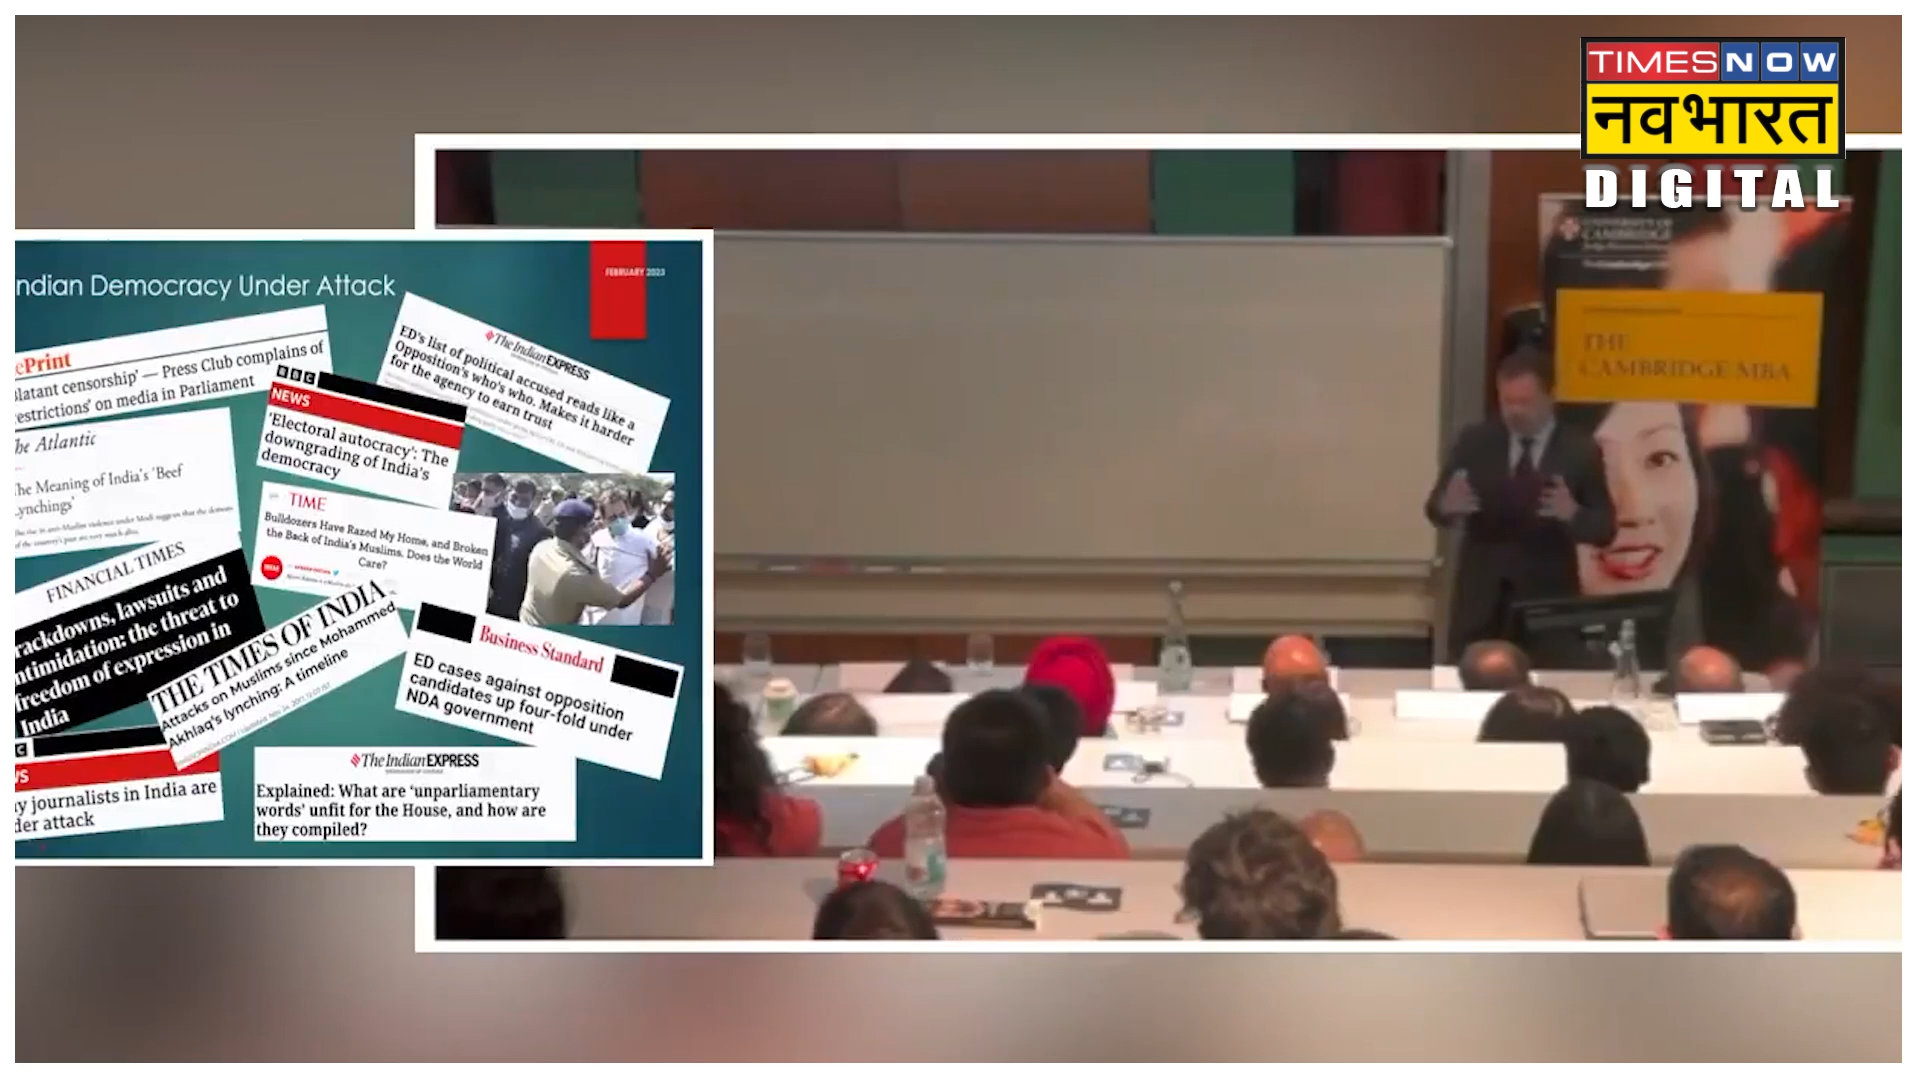 TIMES NOW
नवभारत
DIGITAL
UNIVERSITY OF
CAMBRIDGE
THE
CAMBRIDGE MBA
ndian Democracy Under Attack
FEBRUARY 2023
ePrint
latant censorship’ — Press Club complains of
estrictions’ on media in Parliament
The Indian EXPRESS
ED’s list of political accused reads like a
Opposition’s who’s who. Makes it harder
for the agency to earn trust
BBC
NEWS
‘Electoral autocracy’: The
downgrading of India’s
democracy
he Atlantic
he Meaning of India’s ‘Beef
ynchings’
TIME
Bulldozers Have Razed My Home, and Broken
the Back of India’s Muslims. Does the World
Care?
FINANCIAL TIMES
rackdowns, lawsuits and
ntimidation: the threat to
freedom of expression in
India
THE TIMES OF INDIA
Attacks on Muslims since Mohammed
Akhlaq’s lynching: A timeline
Business Standard
ED cases against opposition
candidates up four-fold under
NDA government
C
WS
y journalists in India are
der attack
The Indian EXPRESS
Explained: What are ‘unparliamentary
words’ unfit for the House, and how are
they compiled?